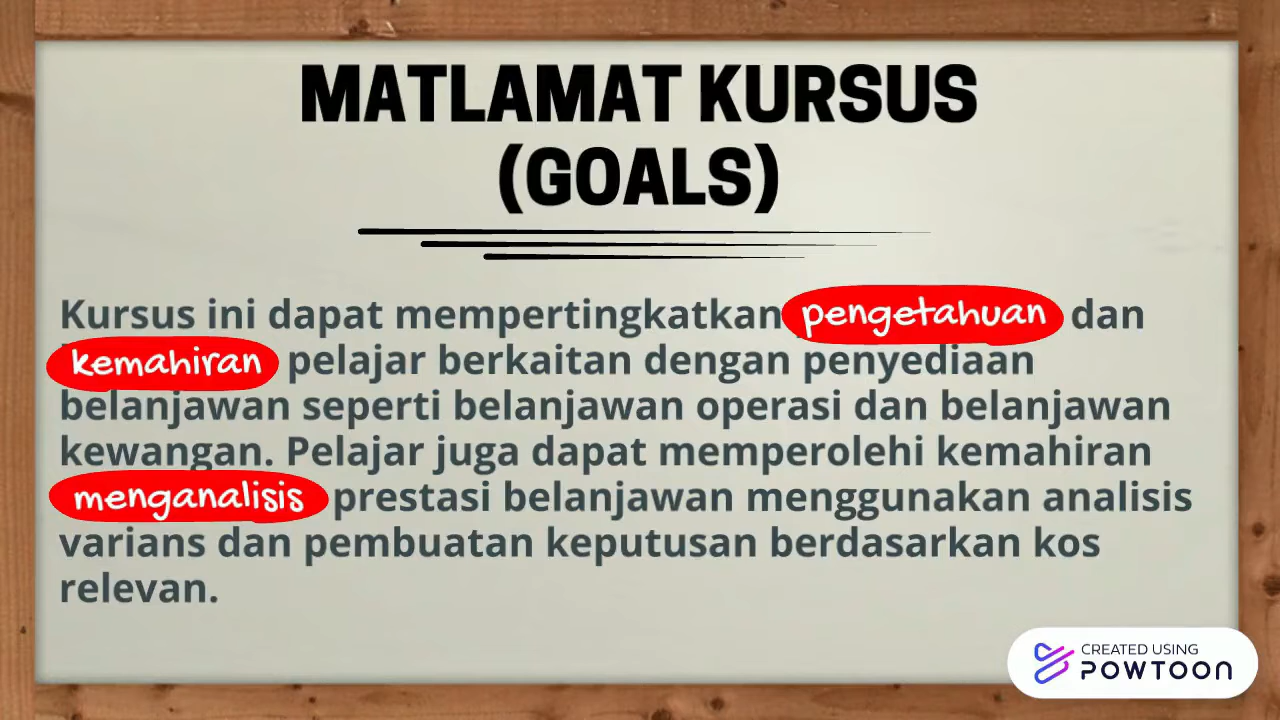 MATLAMAT KURSUS
(GOALS)
Kursus ini dapat mempertingkatkan pengetahuan dan
kemahiran pelajar berkaitan dengan penyediaan
belanjawan seperti belanjawan operasi dan belanjawan
kewangan. Pelajar juga dapat memperolehi kemahiran
menganalisis prestasi belanjawan menggunakan analisis
varians dan pembuatan keputusan berdasarkan kos
relevan.
CREATED USING
POWTOON